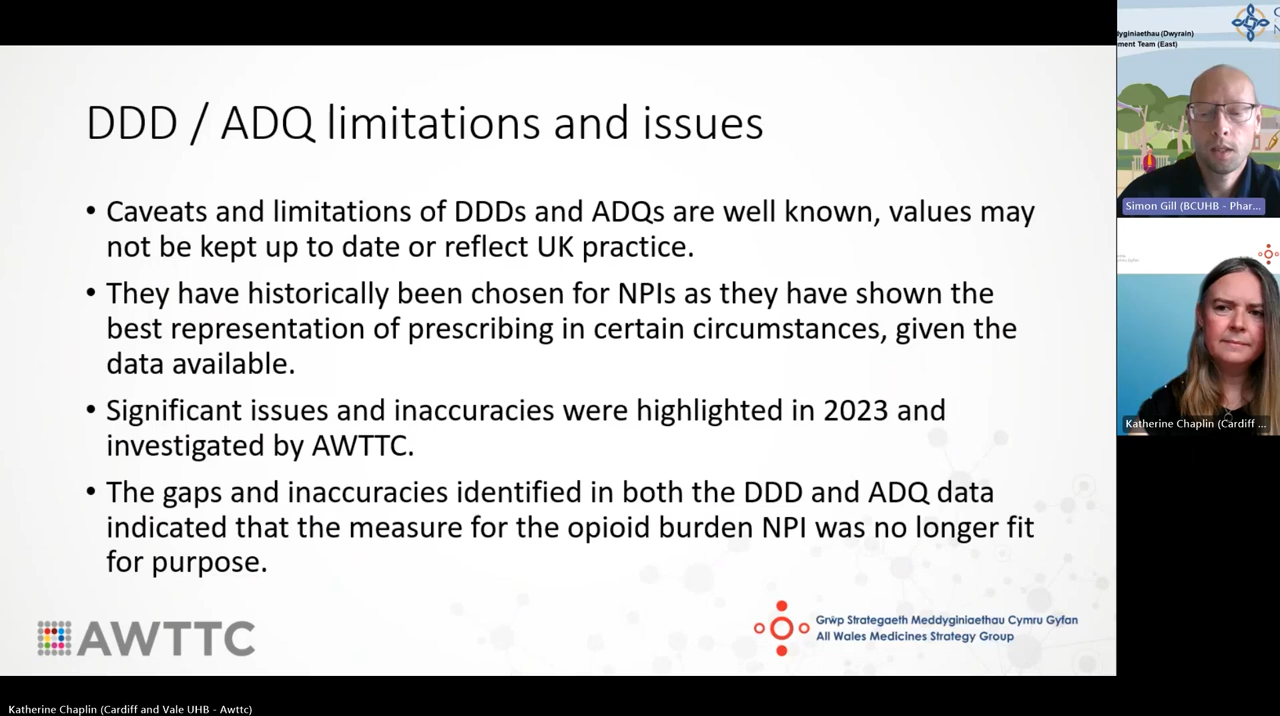 DDD / ADQ limitations and issues
• Caveats and limitations of DDDs and ADQs are well known, values may
not be kept up to date or reflect UK practice.
• They have historically been chosen for NPIs as they have shown the
best representation of prescribing in certain circumstances, given the
data available.
• Significant issues and inaccuracies were highlighted in 2023 and
investigated by AWTTC.
• The gaps and inaccuracies identified in both the DDD and ADQ data
indicated that the measure for the opioid burden NPI was no longer fit
for purpose.
AWTTC
Grŵp Strategaeth Meddyginiaethau Cymru Gyfan
All Wales Medicines Strategy Group
lyginiaethau (Dwyrain)
ment Team (East)
Simon Gill (BCUHB - Phar...
Katherine Chaplin (Cardiff ...
Katherine Chaplin (Cardiff and Vale UHB - Awttc)